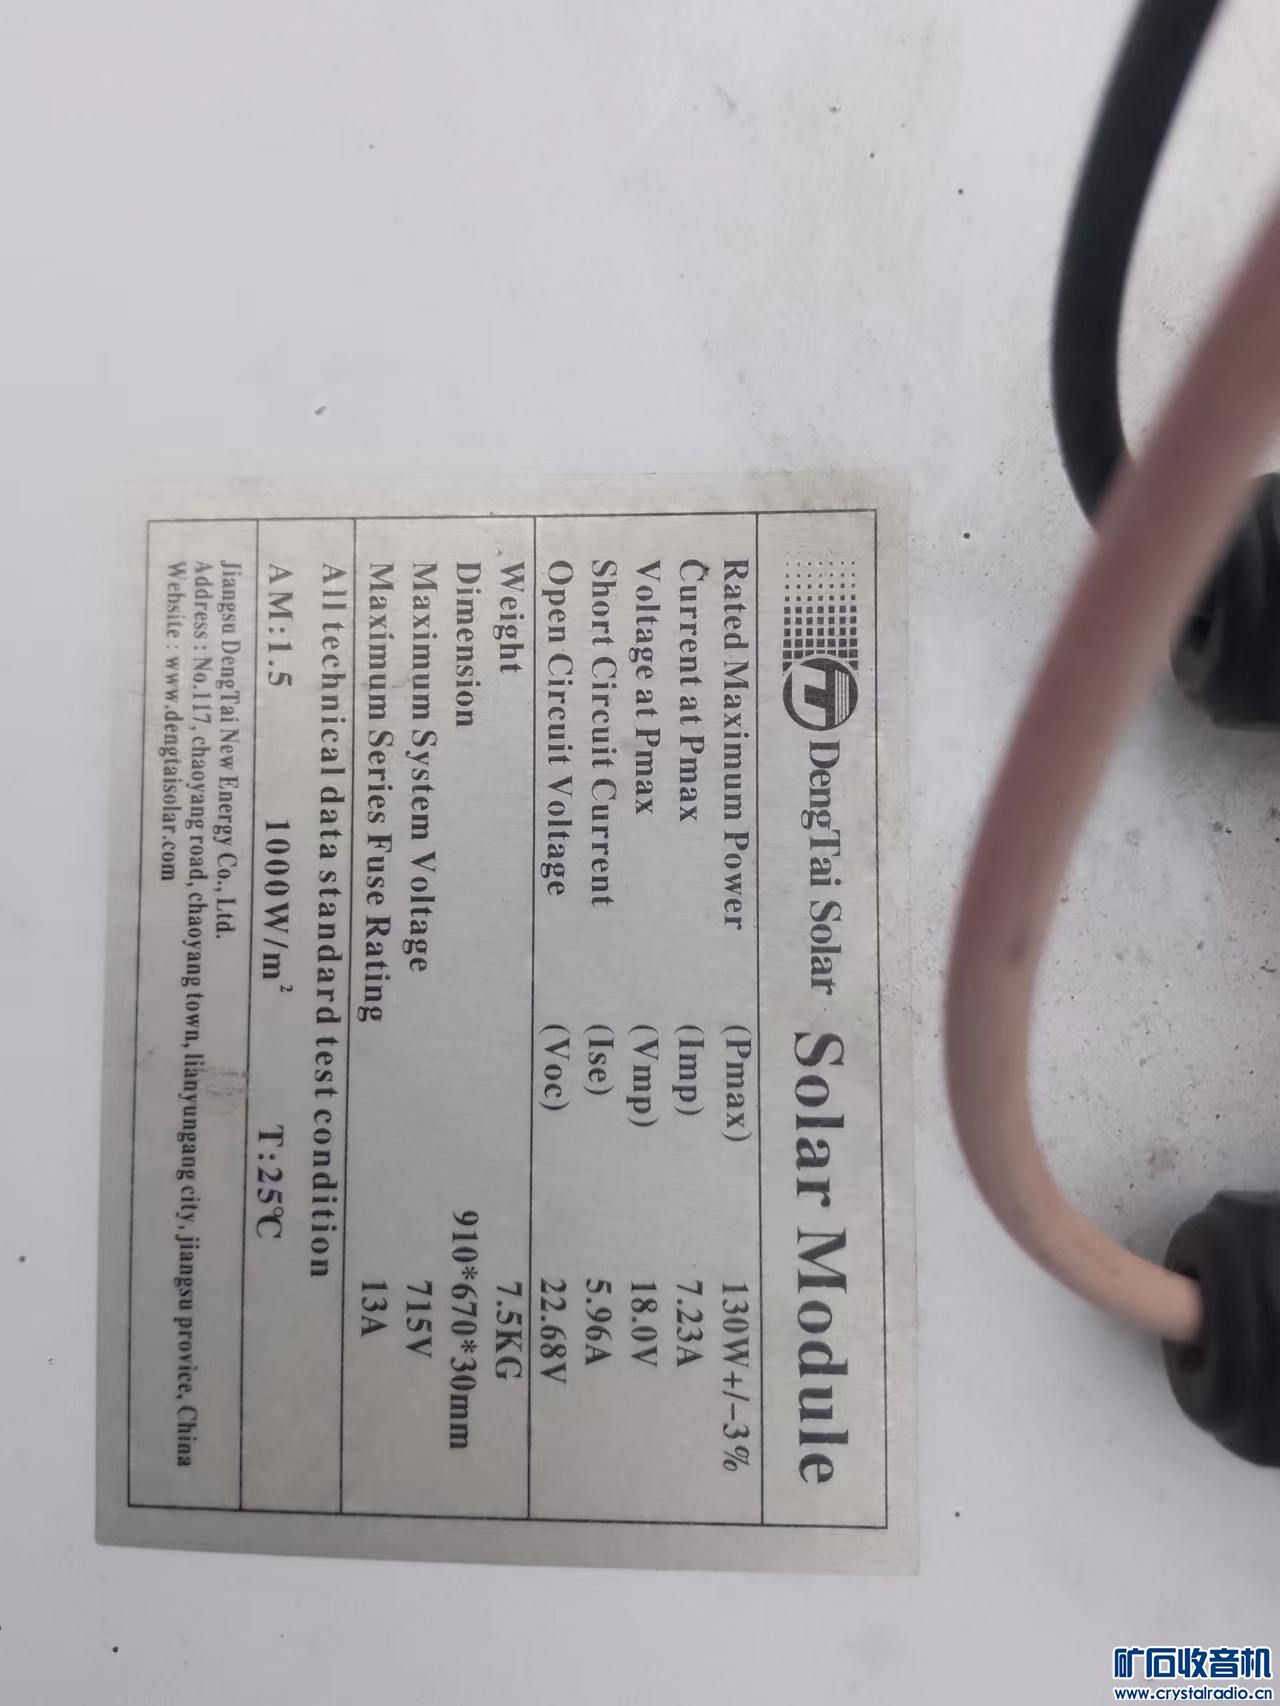 DengTai Solar Solar Module
Rated Maximum Power (Pmax) 130W+/-3%
Current at Pmax (Imp) 7.23A
Voltage at Pmax (Vmp) 18.0V
Short Circuit Current (Ise) 5.96A
Open Circuit Voltage (Voc) 22.68V
Weight 7.5KG
Dimension 910*670*30mm
Maximum System Voltage 715V
Maximum Series Fuse Rating 13A
All technical data standard test condition
AM:1.5 1000W/m² T:25℃
Jiangsu DengTai New Energy Co., Ltd.
Address : No.117, chaoyang road, chaoyang town, lianyungang city, jiangsu provice, China
Website : www.dengtaisolar.com
矿石收音机
www.crystalradio.cn